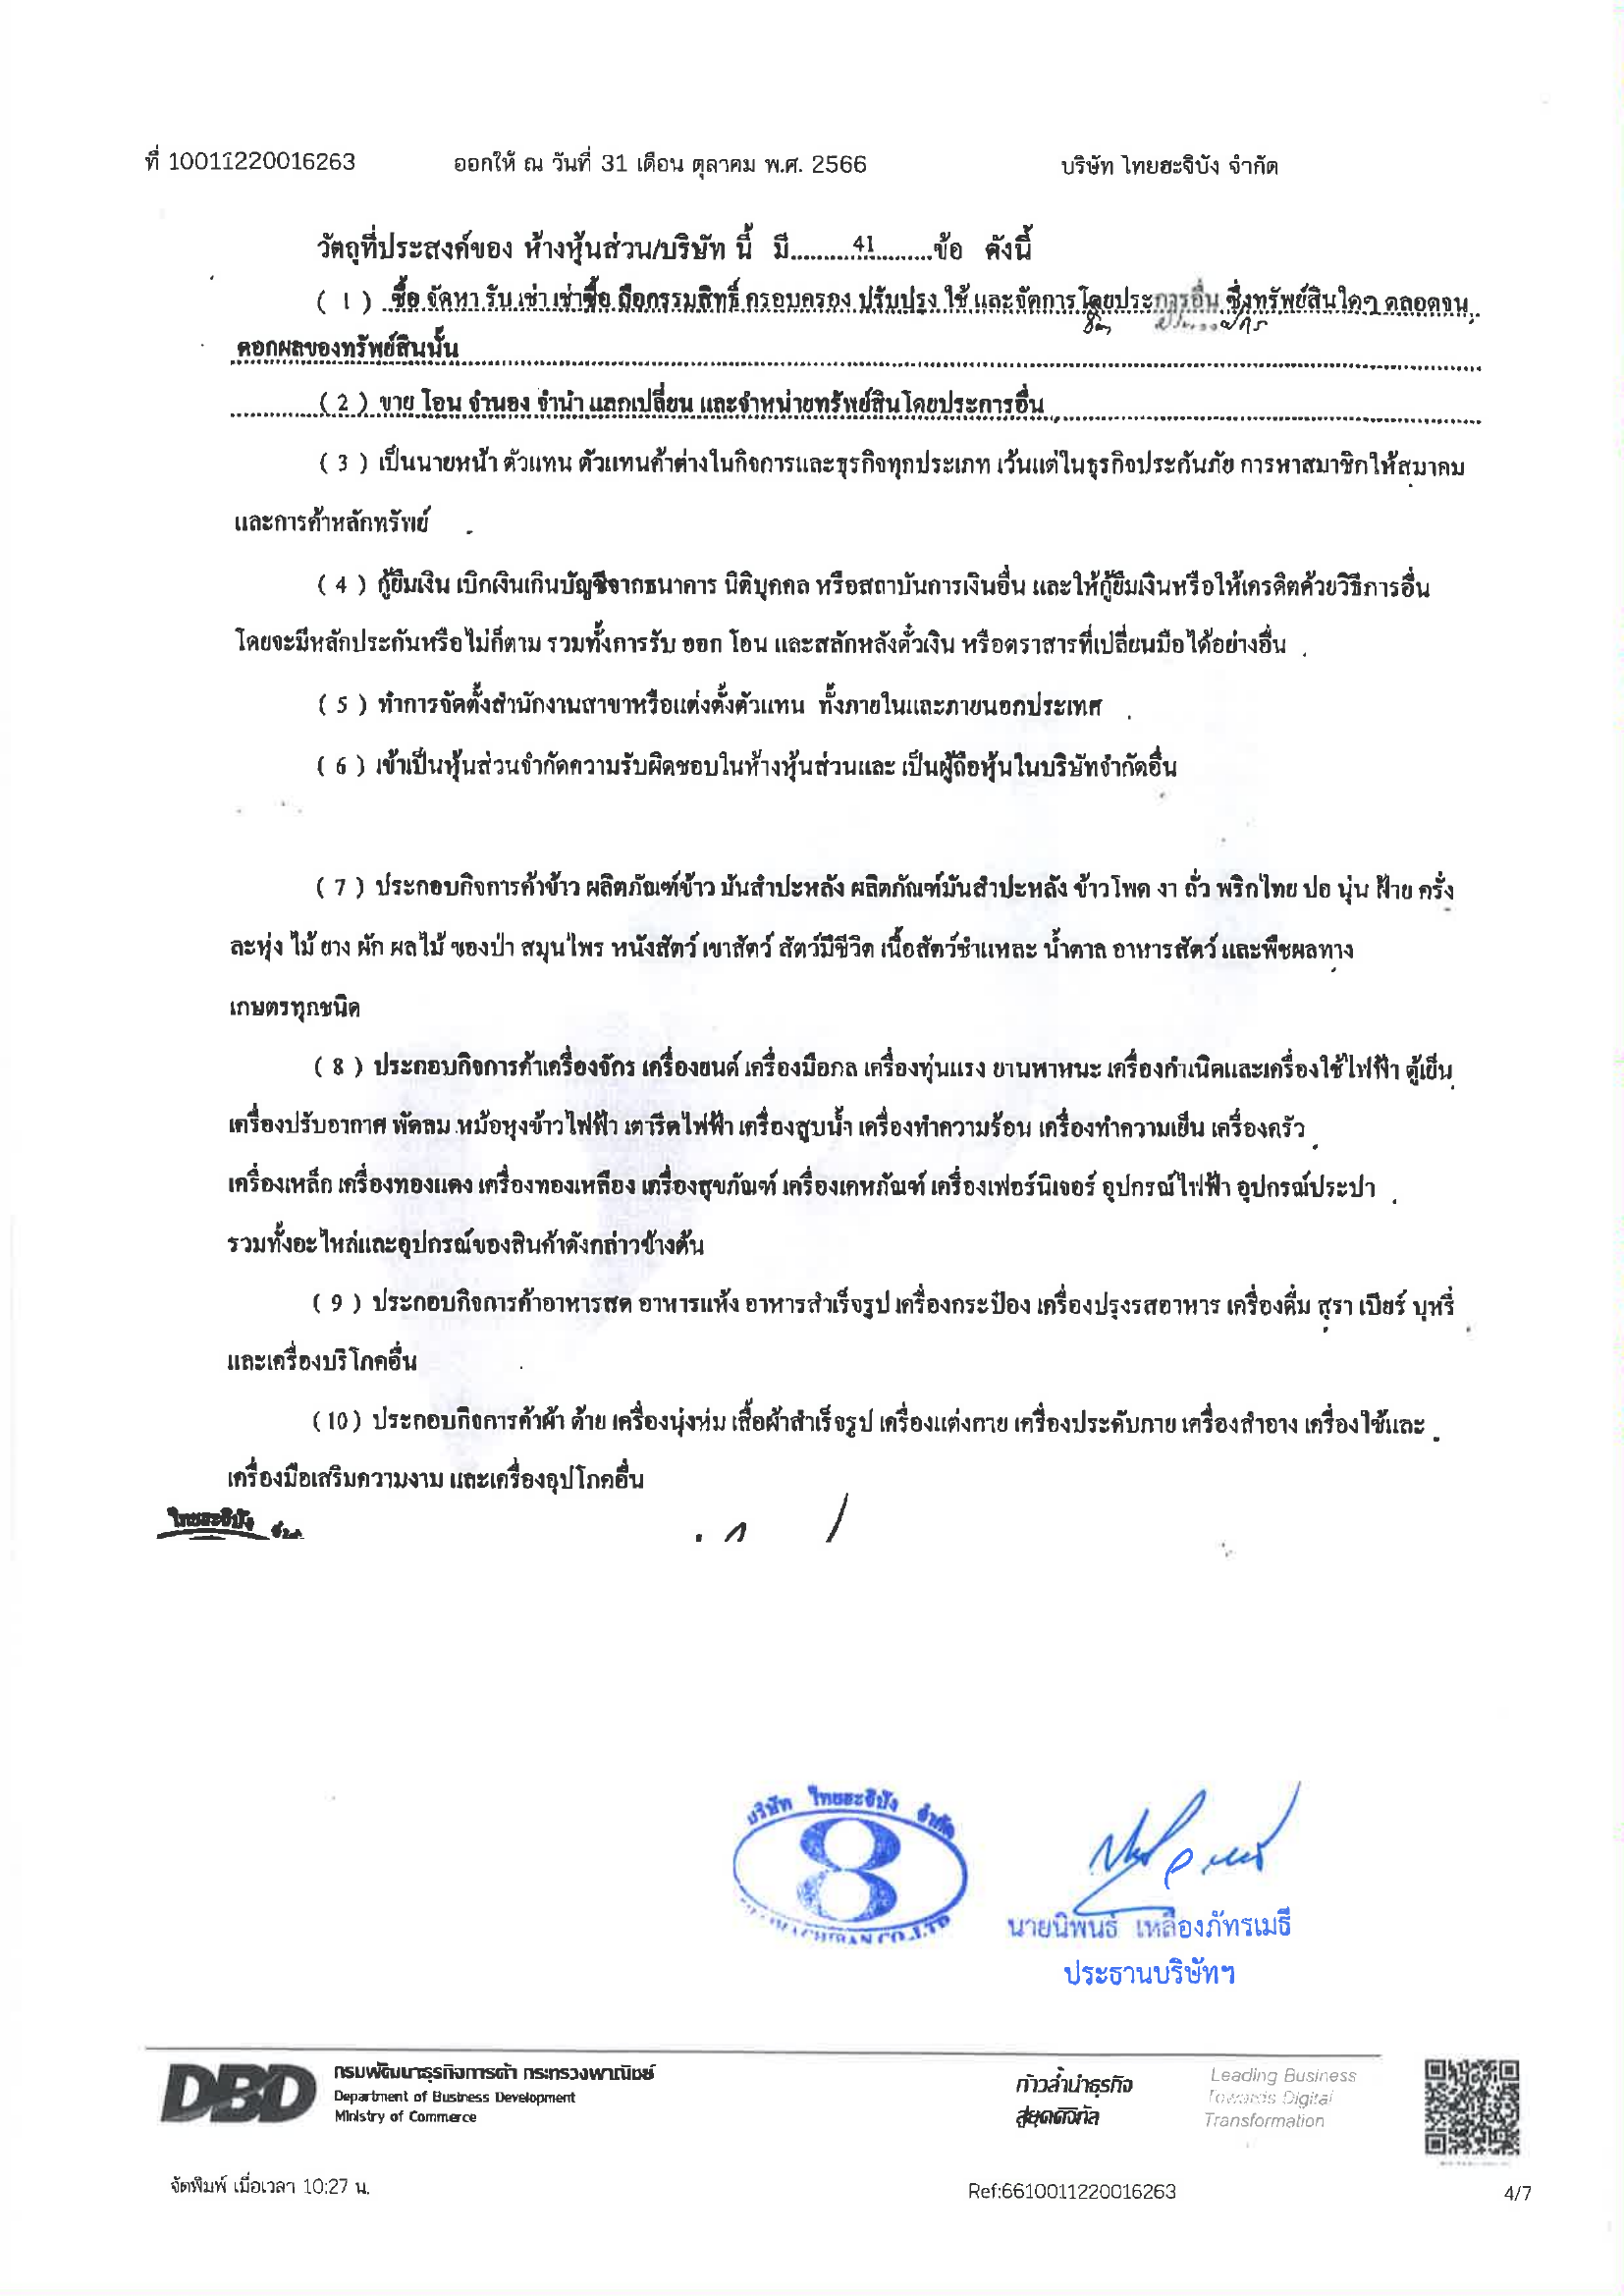 ที่ 10011220016263 ออกให้ ณ วันที่ 31 เดือน ตุลาคม พ.ศ. 2566 บริษัท ไทยฮะจิบัง จำกัด
วัตถุที่ประสงค์ของ ห้างหุ้นส่วน/บริษัท นี้ มี..........41..........ข้อ ดังนี้
( 1 ) ซื้อ จัดหา รับ เช่า เช่าซื้อ ถือกรรมสิทธิ์ ครอบครอง ปรับปรุง ใช้ และจัดการโดยประการอื่น ซึ่งทรัพย์สินใดๆ ตลอดจน
ดอกผลของทรัพย์สินนั้น
( 2 ) ขาย โอน จำนอง จำนำ แลกเปลี่ยน และจำหน่ายทรัพย์สินโดยประการอื่น
( 3 ) เป็นนายหน้า ตัวแทน ตัวแทนค้าต่างในกิจการและธุรกิจทุกประเภท เว้นแต่ในธุรกิจประกันภัย การหาสมาชิกให้สมาคม
และการค้าหลักทรัพย์
( 4 ) กู้ยืมเงิน เบิกเงินเกินบัญชีจากธนาคาร นิติบุคคล หรือสถาบันการเงินอื่น และให้กู้ยืมเงินหรือให้เครดิตด้วยวิธีการอื่น
โดยจะมีหลักประกันหรือไม่ก็ตาม รวมทั้งการรับ ออก โอน และสลักหลังตั๋วเงิน หรือตราสารที่เปลี่ยนมือได้อย่างอื่น
( 5 ) ทำการจัดตั้งสำนักงานสาขาหรือแต่งตั้งตัวแทน ทั้งภายในและภายนอกประเทศ
( 6 ) เข้าเป็นหุ้นส่วนจำกัดความรับผิดชอบในห้างหุ้นส่วนและ เป็นผู้ถือหุ้นในบริษัทจำกัดอื่น
( 7 ) ประกอบกิจการค้าข้าว ผลิตภัณฑ์ข้าว มันสำปะหลัง ผลิตภัณฑ์มันสำปะหลัง ข้าวโพด งา ถั่ว พริกไทย ปอ นุ่น ฝ้าย ครั่ง
ละหุ่ง ไม้ ยาง ผัก ผลไม้ ของป่า สมุนไพร หนังสัตว์ เขาสัตว์ สัตว์มีชีวิต เนื้อสัตว์ชำแหละ น้ำตาล อาหารสัตว์ และพืชผลทาง
เกษตรทุกชนิด
( 8 ) ประกอบกิจการค้าเครื่องจักร เครื่องยนต์ เครื่องมือกล เครื่องทุ่นแรง ยานพาหนะ เครื่องกำเนิดและเครื่องใช้ไฟฟ้า ตู้เย็น
เครื่องปรับอากาศ พัดลม หม้อหุงข้าวไฟฟ้า เตารีดไฟฟ้า เครื่องสูบน้ำ เครื่องทำความร้อน เครื่องทำความเย็น เครื่องครัว
เครื่องเหล็ก เครื่องทองแดง เครื่องทองเหลือง เครื่องสุขภัณฑ์ เครื่องเคหภัณฑ์ เครื่องเฟอร์นิเจอร์ อุปกรณ์ไฟฟ้า อุปกรณ์ประปา
รวมทั้งอะไหล่และอุปกรณ์ของสินค้าดังกล่าวข้างต้น
( 9 ) ประกอบกิจการค้าอาหารสด อาหารแห้ง อาหารสำเร็จรูป เครื่องกระป๋อง เครื่องปรุงรสอาหาร เครื่องดื่ม สุรา เบียร์ บุหรี่
และเครื่องบริโภคอื่น
(10) ประกอบกิจการค้าผ้า ด้าย เครื่องนุ่งห่ม เสื้อผ้าสำเร็จรูป เครื่องแต่งกาย เครื่องประดับกาย เครื่องสำอาง เครื่องใช้และ
เครื่องมือเสริมความงาม และเครื่องอุปโภคอื่น
ไทยฮะจิบัง
บริษัท ไทยฮะจิบัง จำกัด
8
CO.,LTD
นายนิพนธ์ เหลืองภัทรเมธี
ประธานบริษัทฯ
DBD กรมพัฒนาธุรกิจการค้า กระทรวงพาณิชย์
Department of Business Development
Ministry of Commerce
ก้าวล้ำนำธุรกิจ
สู่ยุคดิจิทัล
Leading Business
Towards Digital
Transformation
จัดพิมพ์ เมื่อเวลา 10:27 น. Ref:6610011220016263 4/7